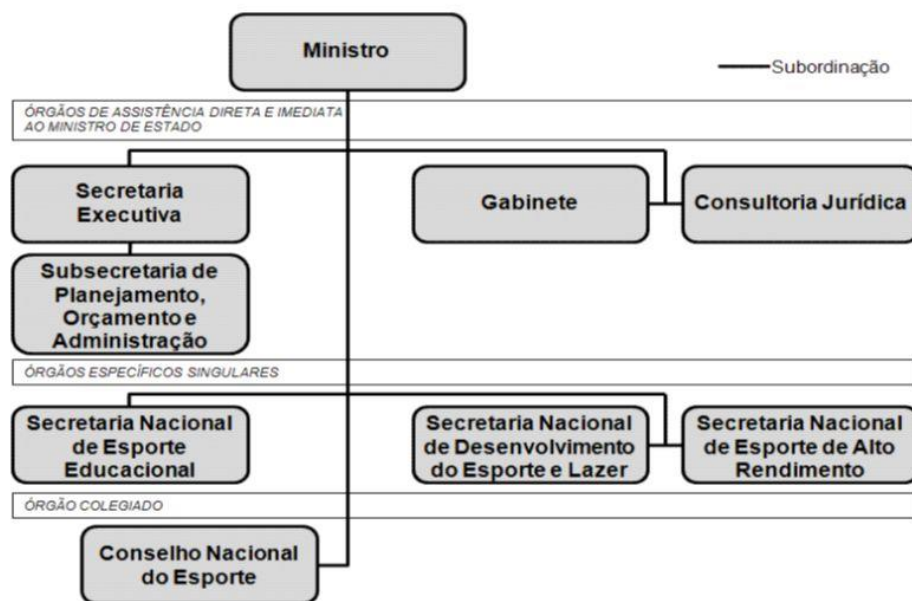 Ministro
Subordinação
ÓRGÃOS DE ASSISTÊNCIA DIRETA E IMEDIATA
AO MINISTRO DE ESTADO
Secretaria
Executiva
Gabinete
Consultoria Jurídica
Subsecretaria de
Planejamento,
Orçamento e
Administração
ÓRGÃOS ESPECÍFICOS SINGULARES
Secretaria Nacional
de Esporte
Educacional
Secretaria Nacional
de Desenvolvimento
do Esporte e Lazer
Secretaria Nacional
de Esporte de Alto
Rendimento
ÓRGÃO COLEGIADO
Conselho Nacional
do Esporte